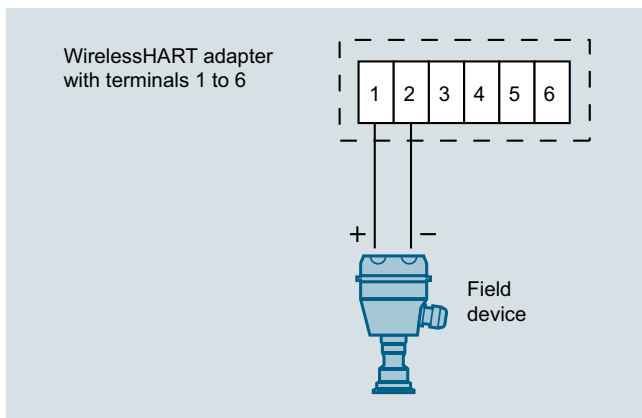 WirelessHART adapter
with terminals 1 to 6
1 2 3 4 5 6
+ −
Field
device